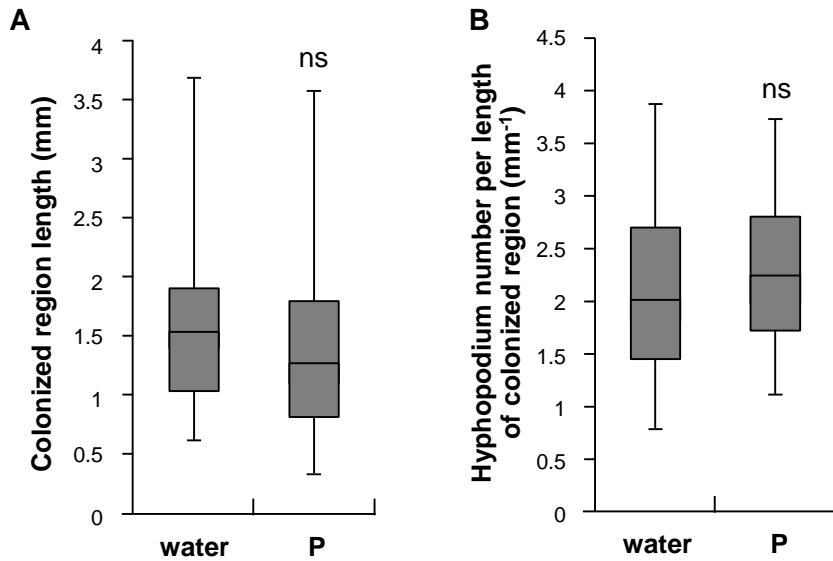 A
Colonized region length (mm)
4
3.5
3
2.5
2
1.5
1
0.5
0
ns
water
P
B
Hyphopodium number per length
of colonized region (mm⁻¹)
4.5
4
3.5
3
2.5
2
1.5
1
0.5
0
ns
water
P